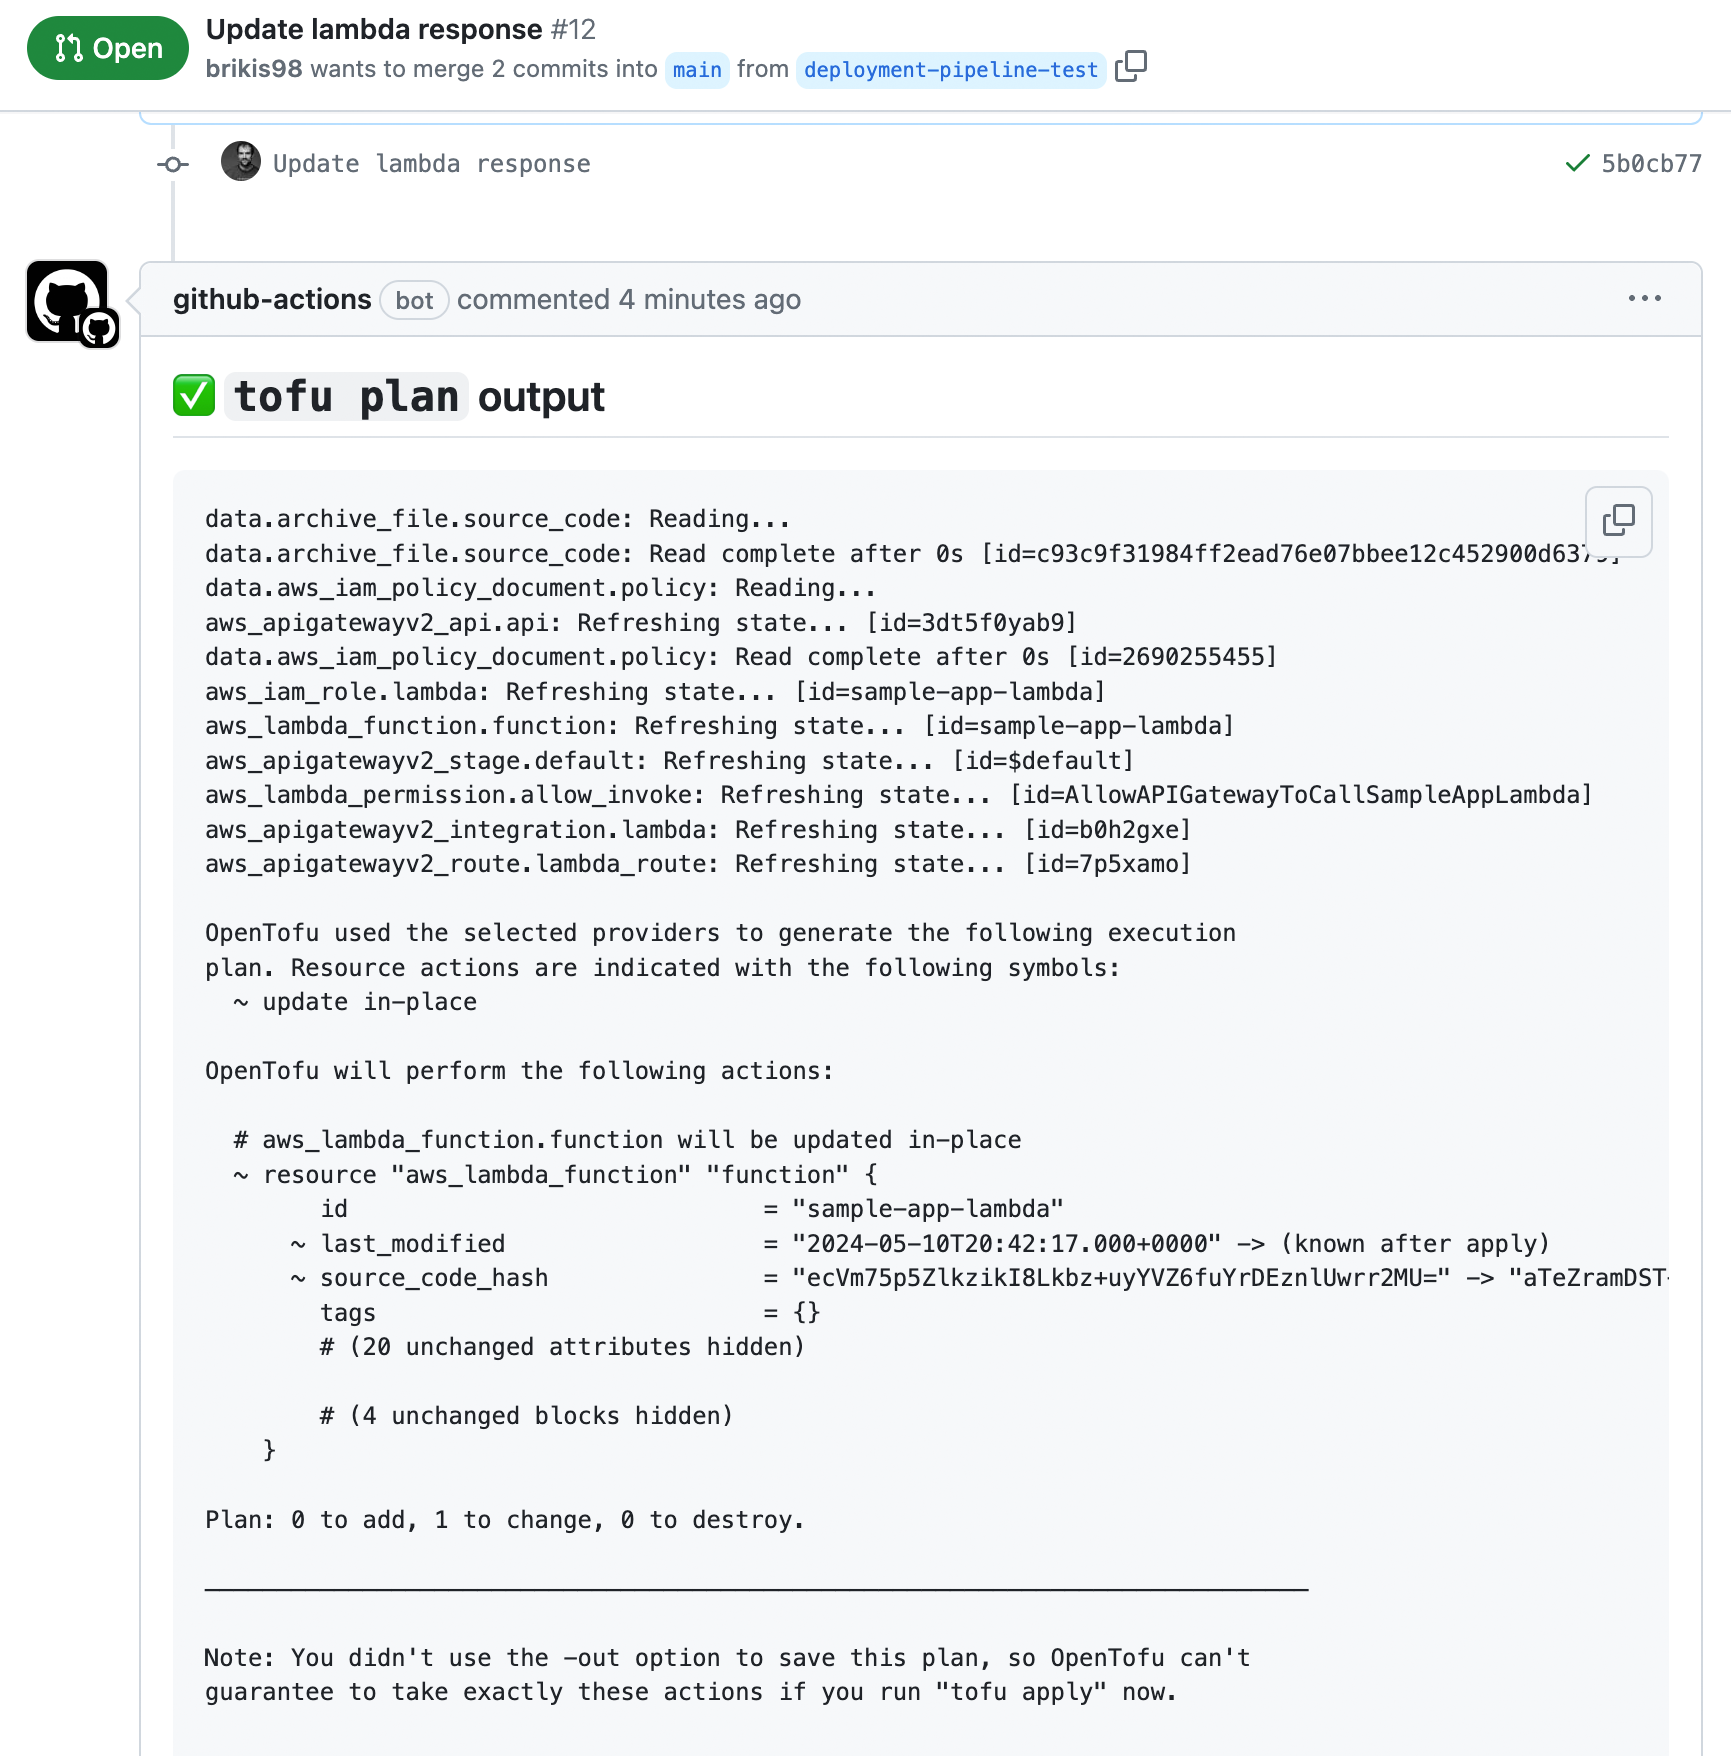 Open
Update lambda response #12
brikis98 wants to merge 2 commits into main from deployment-pipeline-test
Update lambda response
5b0cb77
github-actions bot commented 4 minutes ago
✅ tofu plan output
data.archive_file.source_code: Reading...
data.archive_file.source_code: Read complete after 0s [id=c93c9f31984ff2ead76e07bbee12c452900d6379]
data.aws_iam_policy_document.policy: Reading...
aws_apigatewayv2_api.api: Refreshing state... [id=3dt5f0yab9]
data.aws_iam_policy_document.policy: Read complete after 0s [id=2690255455]
aws_iam_role.lambda: Refreshing state... [id=sample-app-lambda]
aws_lambda_function.function: Refreshing state... [id=sample-app-lambda]
aws_apigatewayv2_stage.default: Refreshing state... [id=$default]
aws_lambda_permission.allow_invoke: Refreshing state... [id=AllowAPIGatewayToCallSampleAppLambda]
aws_apigatewayv2_integration.lambda: Refreshing state... [id=b0h2gxe]
aws_apigatewayv2_route.lambda_route: Refreshing state... [id=7p5xamo]
OpenTofu used the selected providers to generate the following execution
plan. Resource actions are indicated with the following symbols:
  ~ update in-place
OpenTofu will perform the following actions:
  # aws_lambda_function.function will be updated in-place
  ~ resource "aws_lambda_function" "function" {
        id                             = "sample-app-lambda"
      ~ last_modified                  = "2024-05-10T20:42:17.000+0000" -> (known after apply)
      ~ source_code_hash               = "ecVm75p5ZlkzikI8Lkbz+uyYVZ6fuYrDEznlUwrr2MU=" -> "aTeZramDST
        tags                           = {}
        # (20 unchanged attributes hidden)
        # (4 unchanged blocks hidden)
    }
Plan: 0 to add, 1 to change, 0 to destroy.
Note: You didn't use the -out option to save this plan, so OpenTofu can't
guarantee to take exactly these actions if you run "tofu apply" now.